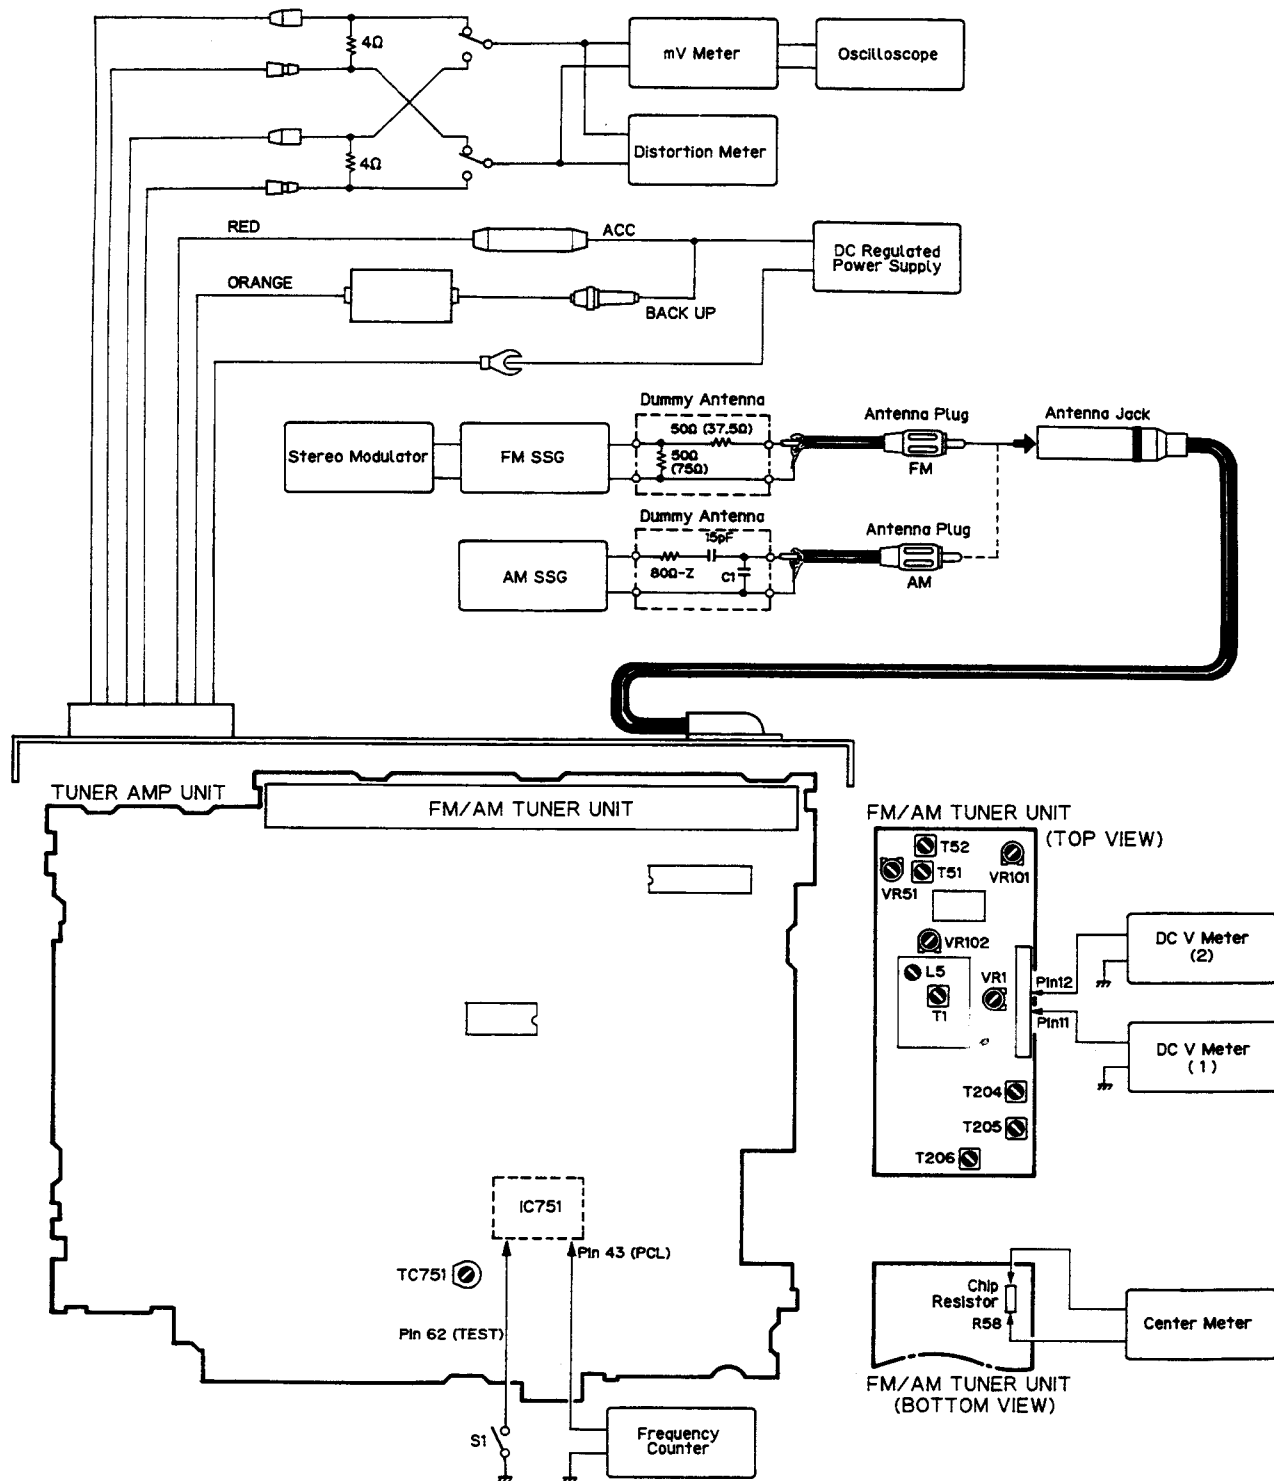 4Ω
mV Meter
Oscilloscope
4Ω
Distortion Meter
RED
ACC
DC Regulated
Power Supply
ORANGE
BACK UP
Dummy Antenna
Antenna Plug
Antenna Jack
50Ω (37.5Ω)
Stereo Modulator
FM SSG
50Ω
(75Ω)
FM
Dummy Antenna
Antenna Plug
15pF
AM SSG
80Ω-Z
C1
AM
TUNER AMP UNIT
FM/AM TUNER UNIT
FM/AM TUNER UNIT
(TOP VIEW)
T52
T51
VR51
VR101
VR102
DC V Meter
(2)
L5
VR1
Pin12
T1
Pin11
DC V Meter
(1)
T204
T205
T206
IC751
Pin 43 (PCL)
TC751
Chip
Resistor
R58
Center Meter
Pin 62 (TEST)
FM/AM TUNER UNIT
(BOTTOM VIEW)
S1
Frequency
Counter